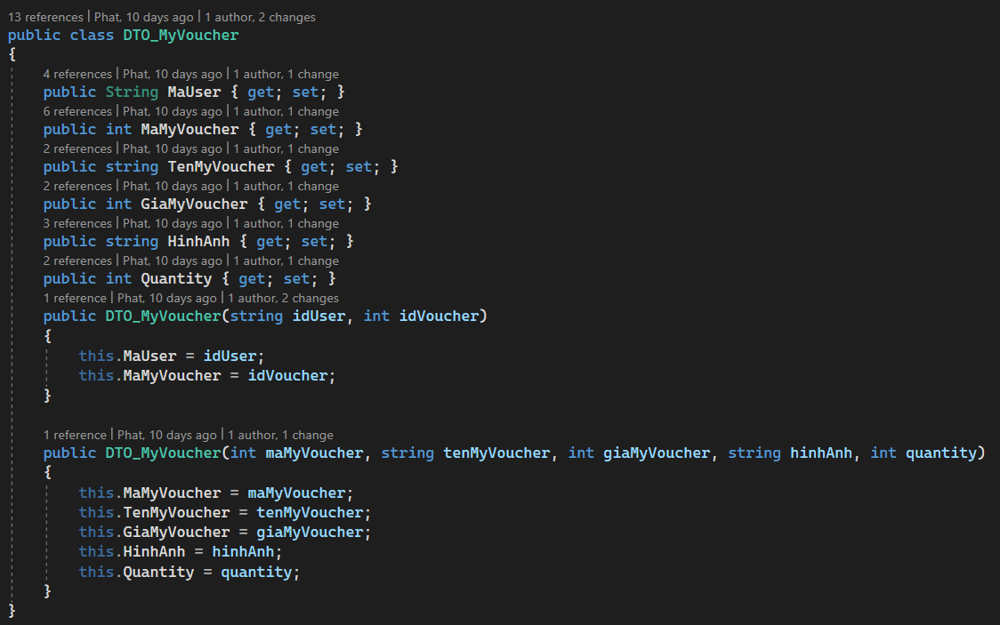 13 references | Phat, 10 days ago | 1 author, 2 changes
public class DTO_MyVoucher
{
4 references | Phat, 10 days ago | 1 author, 1 change
public String MaUser { get; set; }
6 references | Phat, 10 days ago | 1 author, 1 change
public int MaMyVoucher { get; set; }
2 references | Phat, 10 days ago | 1 author, 1 change
public string TenMyVoucher { get; set; }
2 references | Phat, 10 days ago | 1 author, 1 change
public int GiaMyVoucher { get; set; }
3 references | Phat, 10 days ago | 1 author, 1 change
public string HinhAnh { get; set; }
2 references | Phat, 10 days ago | 1 author, 1 change
public int Quantity { get; set; }
1 reference | Phat, 10 days ago | 1 author, 2 changes
public DTO_MyVoucher(string idUser, int idVoucher)
{
this.MaUser = idUser;
this.MaMyVoucher = idVoucher;
}
1 reference | Phat, 10 days ago | 1 author, 1 change
public DTO_MyVoucher(int maMyVoucher, string tenMyVoucher, int giaMyVoucher, string hinhAnh, int quantity)
{
this.MaMyVoucher = maMyVoucher;
this.TenMyVoucher = tenMyVoucher;
this.GiaMyVoucher = giaMyVoucher;
this.HinhAnh = hinhAnh;
this.Quantity = quantity;
}
}